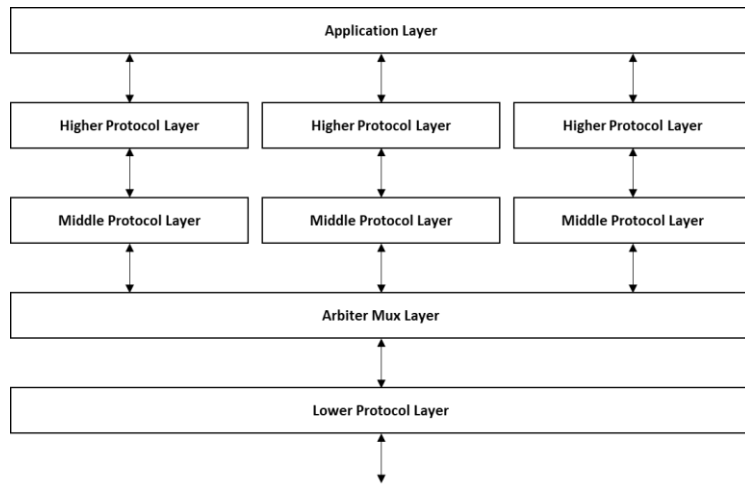 Application Layer
Higher Protocol Layer
Higher Protocol Layer
Higher Protocol Layer
Middle Protocol Layer
Middle Protocol Layer
Middle Protocol Layer
Arbiter Mux Layer
Lower Protocol Layer